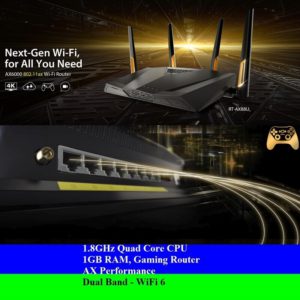 Next-Gen Wi-Fi,
for All You Need
AX6000 802.11ax Wi-Fi Router
4K
RT-AX88U
1.8GHz Quad Core CPU
1GB RAM, Gaming Router
AX Performance
Dual Band - WiFi 6